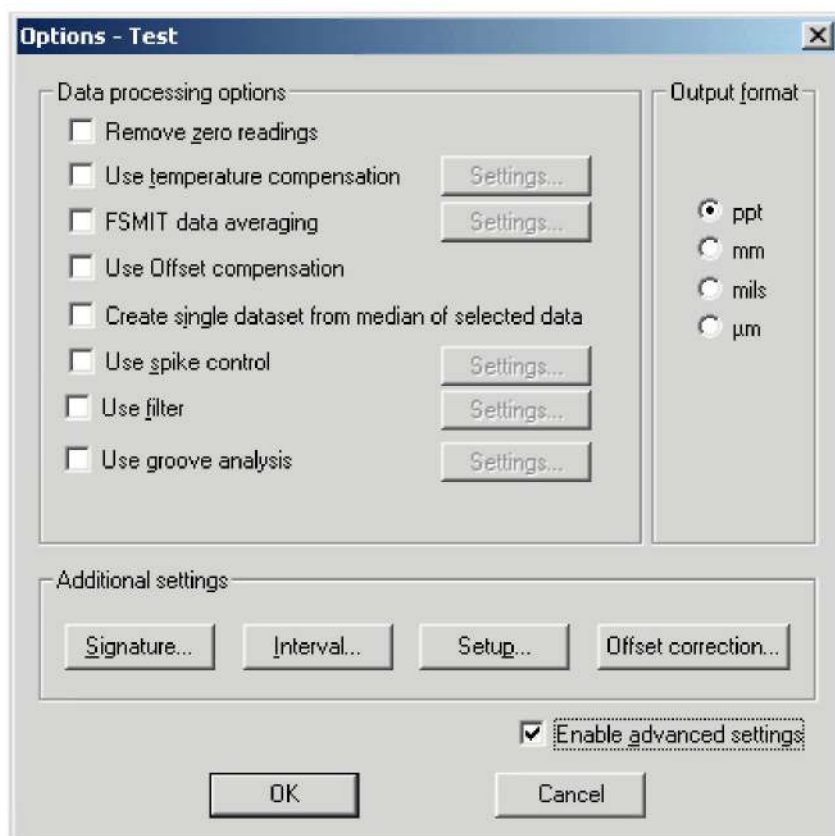 Options - Test
Data processing options
Remove zero readings
Use temperature compensation Settings...
FSMIT data averaging Settings...
Use Offset compensation
Create single dataset from median of selected data
Use spike control Settings...
Use filter Settings...
Use groove analysis Settings...
Output format
ppt
mm
mils
µm
Additional settings
Signature... Interval... Setup... Offset correction...
Enable advanced settings
OK Cancel